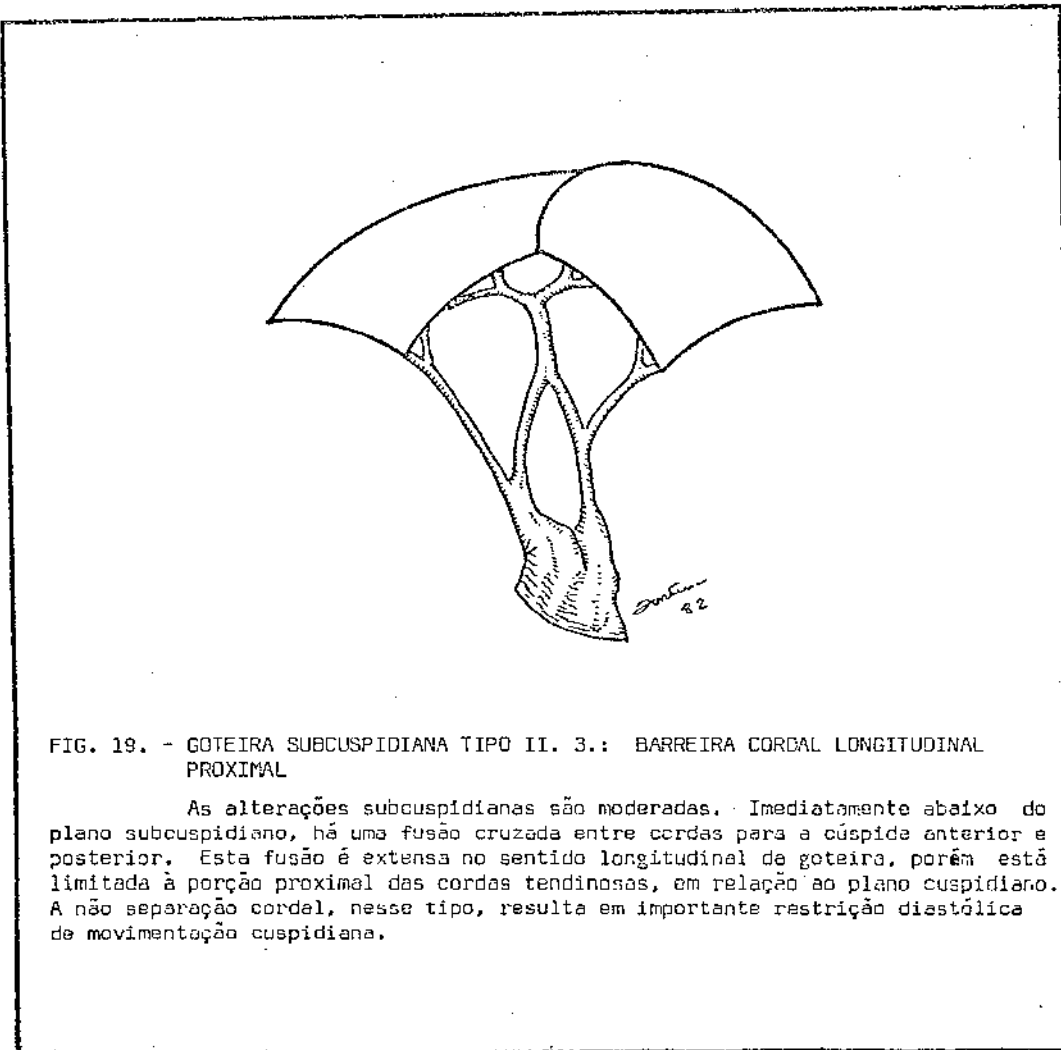 82
FIG. 19. - GOTEIRA SUBCUSPIDIANA TIPO II. 3.: BARREIRA CORDAL LONGITUDINAL
PROXIMAL
As alterações subcuspidianas são moderadas. Imediatamente abaixo do
plano subcuspidiano, há uma fusão cruzada entre cordas para a cúspide anterior e
posterior. Esta fusão é extensa no sentido longitudinal da goteira, porém está
limitada à porção proximal das cordas tendinosas, em relação ao plano cuspidiano.
A não separação cordal, nesse tipo, resulta em importante restrição diastólica
de movimentação cuspidiana.